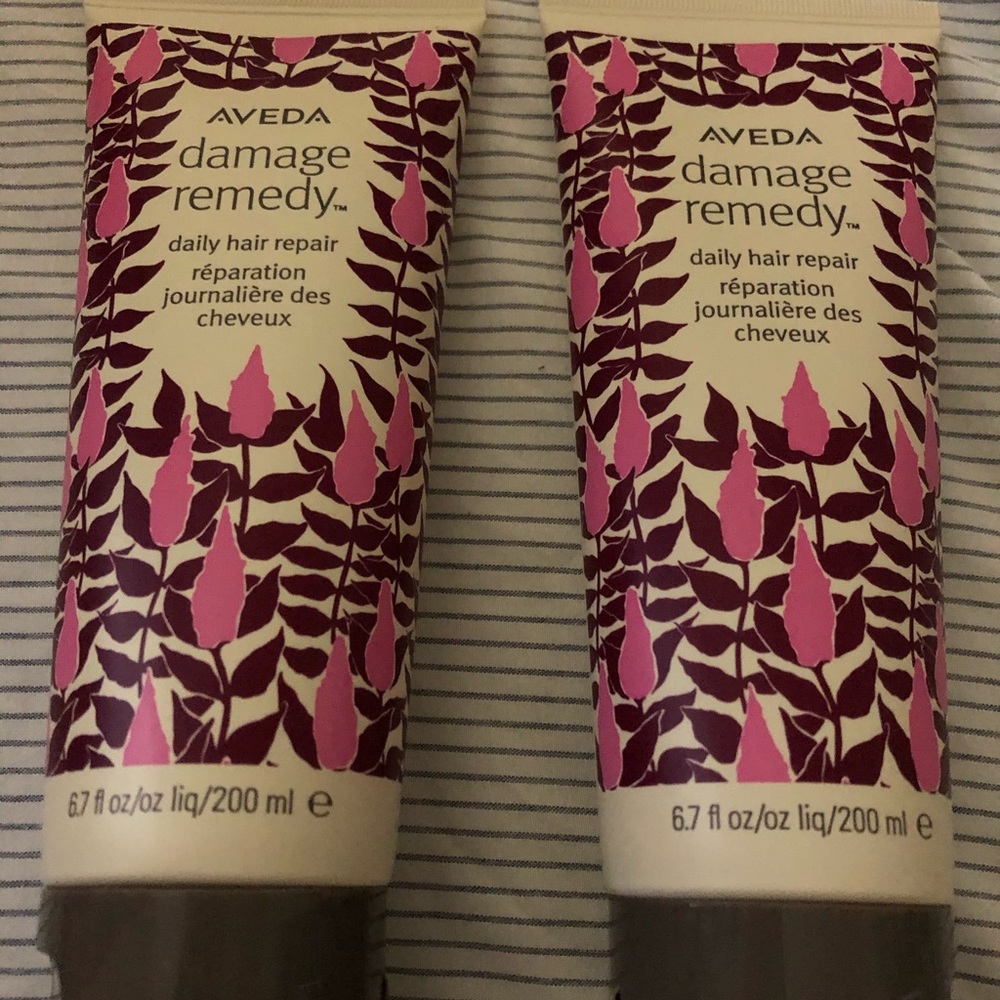 AVEDA
damage
remedy™
daily hair repair
réparation
journalière des
cheveux
6.7 fl oz/oz liq/200 ml ℮
AVEDA
damage
remedy™
daily hair repair
réparation
journalière des
cheveux
6.7 fl oz/oz liq/200 ml ℮